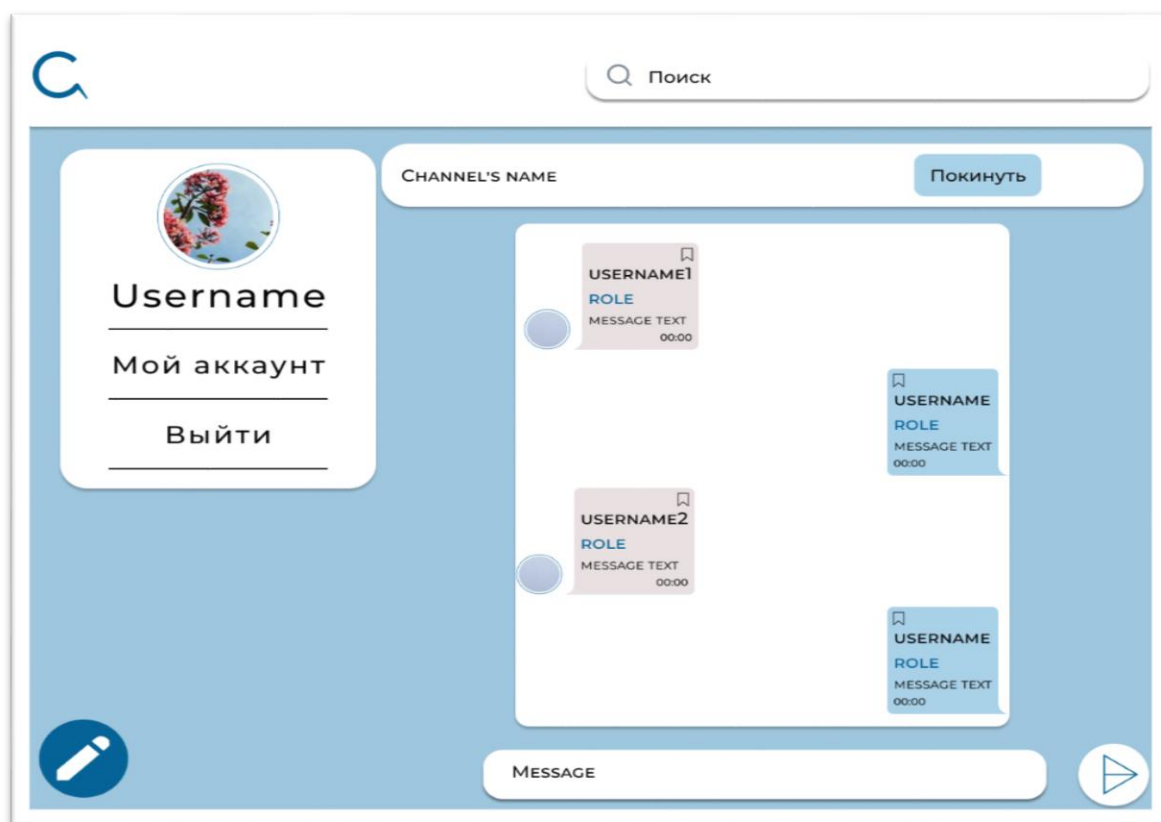 Поиск
Username
Мой аккаунт
Выйти
CHANNEL'S NAME
Покинуть
USERNAME1
ROLE
MESSAGE TEXT
00:00
USERNAME
ROLE
MESSAGE TEXT
00:00
USERNAME2
ROLE
MESSAGE TEXT
00:00
USERNAME
ROLE
MESSAGE TEXT
00:00
MESSAGE